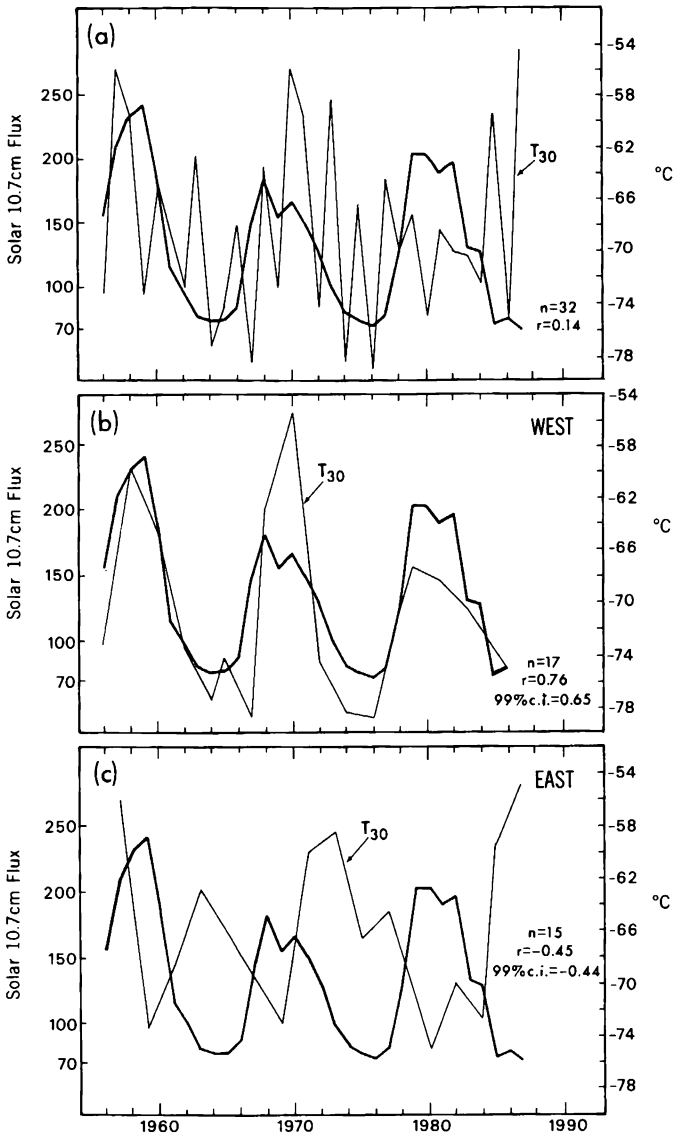 (a)
Solar 10.7cm Flux
250
200
150
100
70
-54
-58
-62
-66
-70
-74
-78
°C
T30
n=32
r=0.14
(b)
WEST
Solar 10.7cm Flux
250
200
150
100
70
-54
-58
-62
-66
-70
-74
-78
°C
T30
n=17
r=0.76
99%c.i.=0.65
(c)
EAST
Solar 10.7cm Flux
250
200
150
100
70
-54
-58
-62
-66
-70
-74
-78
°C
T30
n=15
r=-0.45
99%c.i.=-0.44
1960
1970
1980
1990